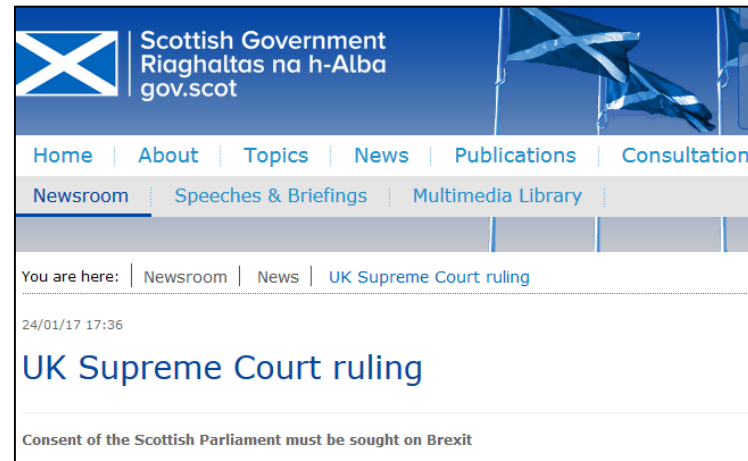 Scottish Government
Riaghaltas na h-Alba
gov.scot
Home About Topics News Publications Consultation
Newsroom Speeches & Briefings Multimedia Library
You are here: Newsroom News UK Supreme Court ruling
24/01/17 17:36
UK Supreme Court ruling
Consent of the Scottish Parliament must be sought on Brexit